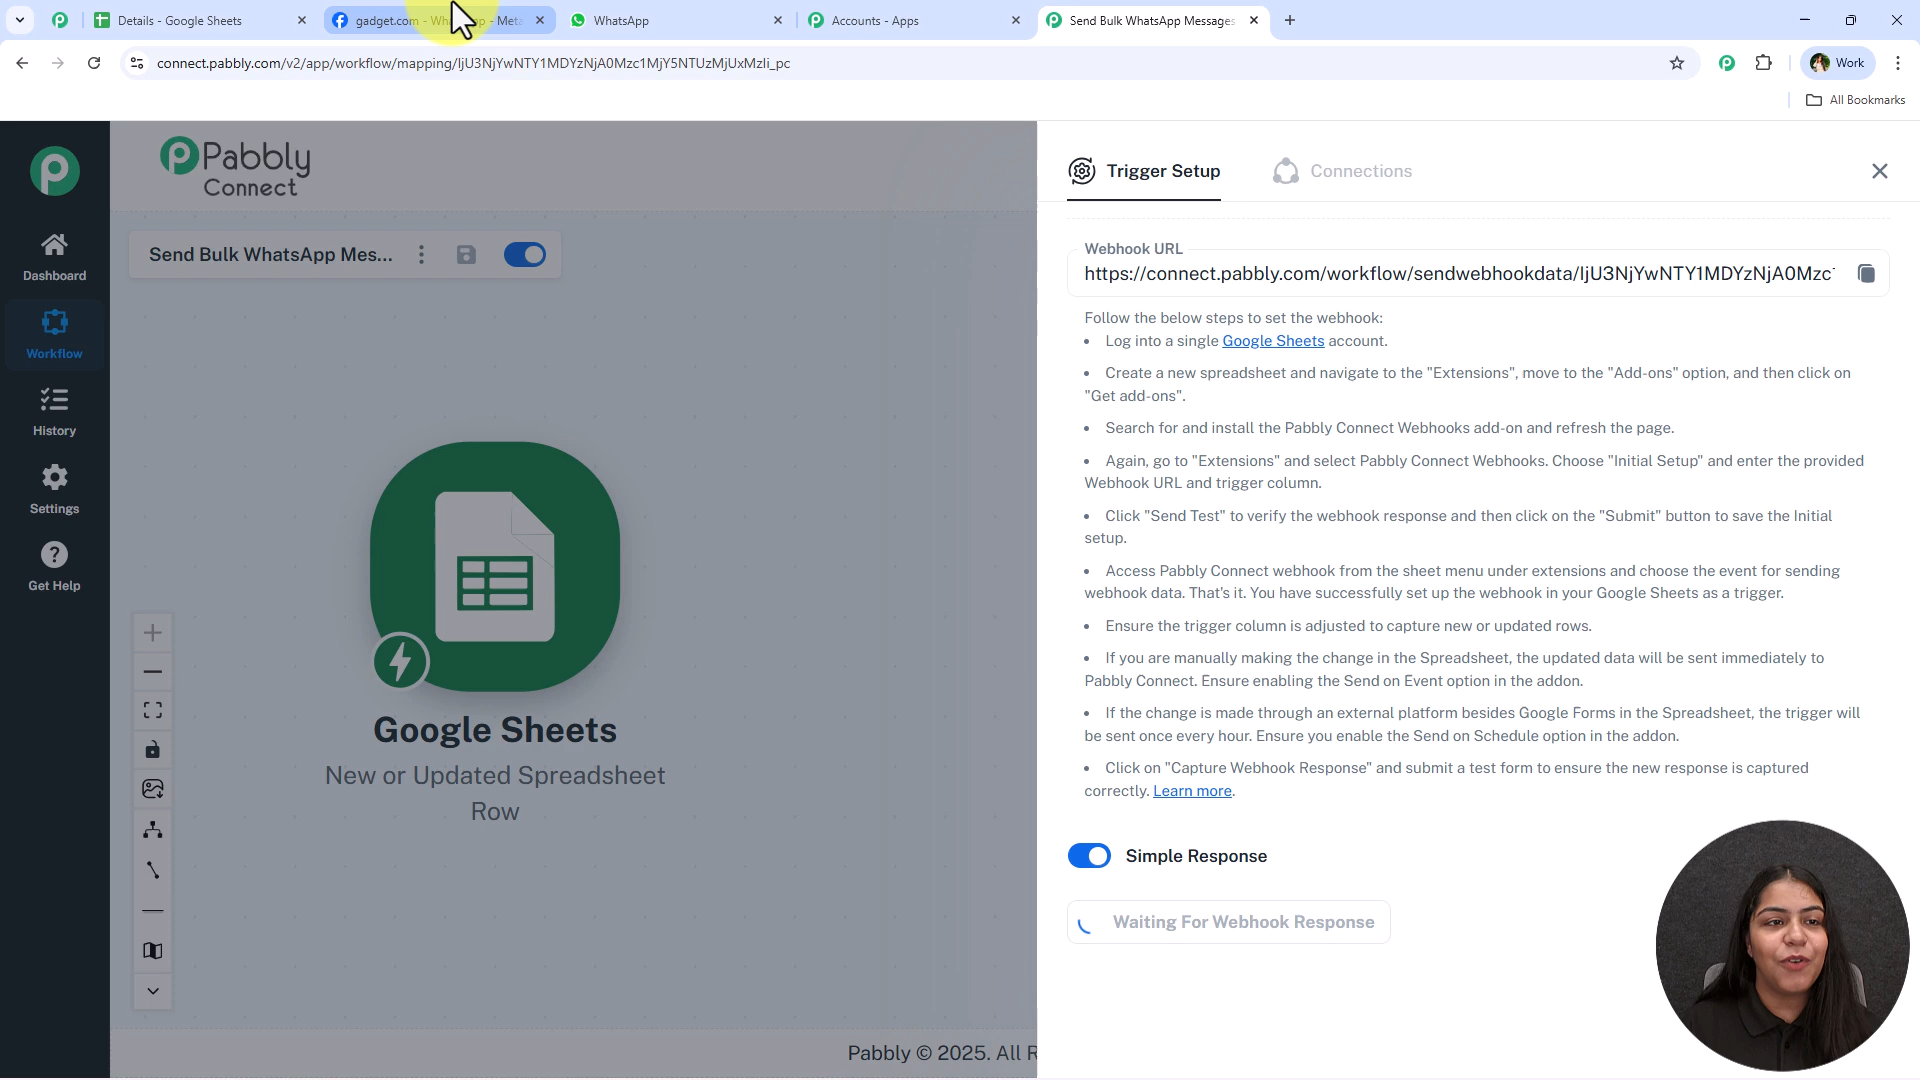 Details - Google Sheets
WhatsApp
Accounts - Apps
Send Bulk WhatsApp Messages
connect.pabbly.com/v2/app/workflow/mapping/IjU3NjYwNTY1MDYzNjA0Mzc1MjY5NTUzMjUxMzIi_pc
Work
All Bookmarks
Pabbly
Connect
Send Bulk WhatsApp Mes...
Dashboard
Workflow
History
Settings
Get Help
Google Sheets
New or Updated Spreadsheet
Row
Pabbly © 2025. All R
Trigger Setup
Connections
Webhook URL
https://connect.pabbly.com/workflow/sendwebhookdata/IjU3NjYwNTY1MDYzNjA0Mzc
Follow the below steps to set the webhook:
• Log into a single Google Sheets account.
• Create a new spreadsheet and navigate to the "Extensions", move to the "Add-ons" option, and then click on
"Get add-ons".
• Search for and install the Pabbly Connect Webhooks add-on and refresh the page.
• Again, go to "Extensions" and select Pabbly Connect Webhooks. Choose "Initial Setup" and enter the provided
Webhook URL and trigger column.
• Click "Send Test" to verify the webhook response and then click on the "Submit" button to save the Initial
setup.
• Access Pabbly Connect webhook from the sheet menu under extensions and choose the event for sending
webhook data. That's it. You have successfully set up the webhook in your Google Sheets as a trigger.
• Ensure the trigger column is adjusted to capture new or updated rows.
• If you are manually making the change in the Spreadsheet, the updated data will be sent immediately to
Pabbly Connect. Ensure enabling the Send on Event option in the addon.
• If the change is made through an external platform besides Google Forms in the Spreadsheet, the trigger will
be sent once every hour. Ensure you enable the Send on Schedule option in the addon.
• Click on "Capture Webhook Response" and submit a test form to ensure the new response is captured
correctly. Learn more.
Simple Response
Waiting For Webhook Response